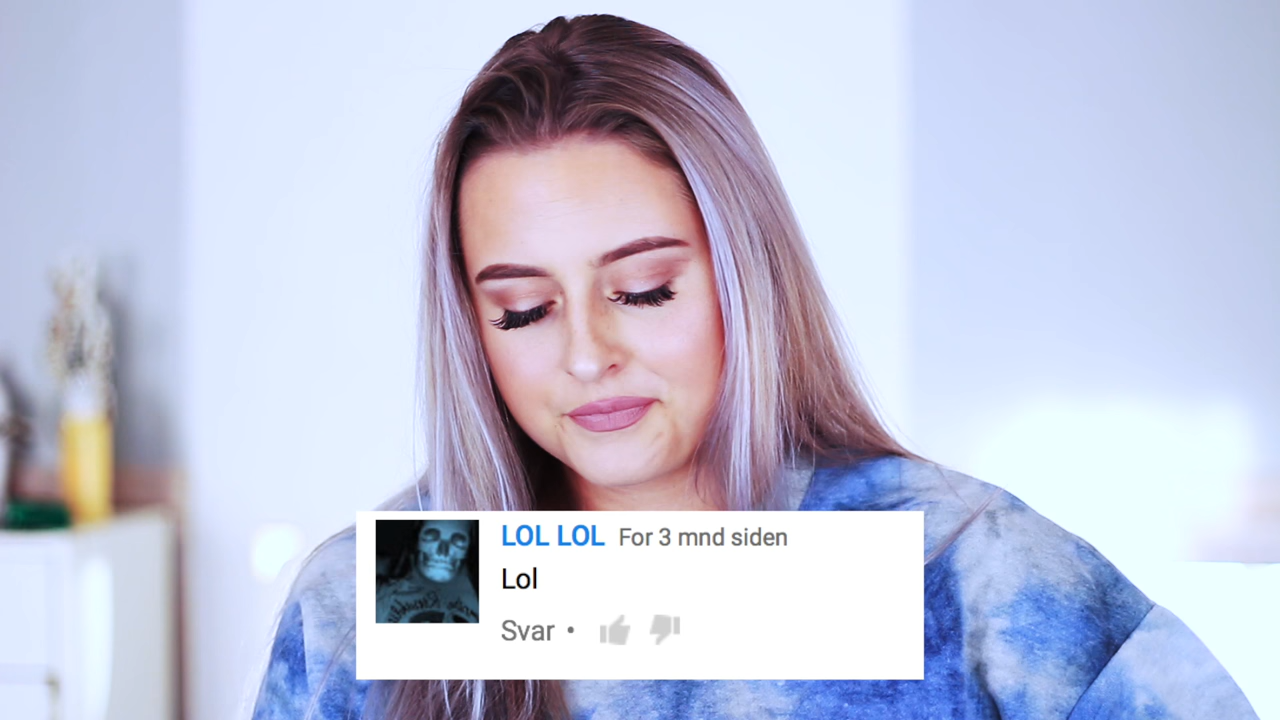 LOL LOL For 3 mnd siden
Lol
Svar •